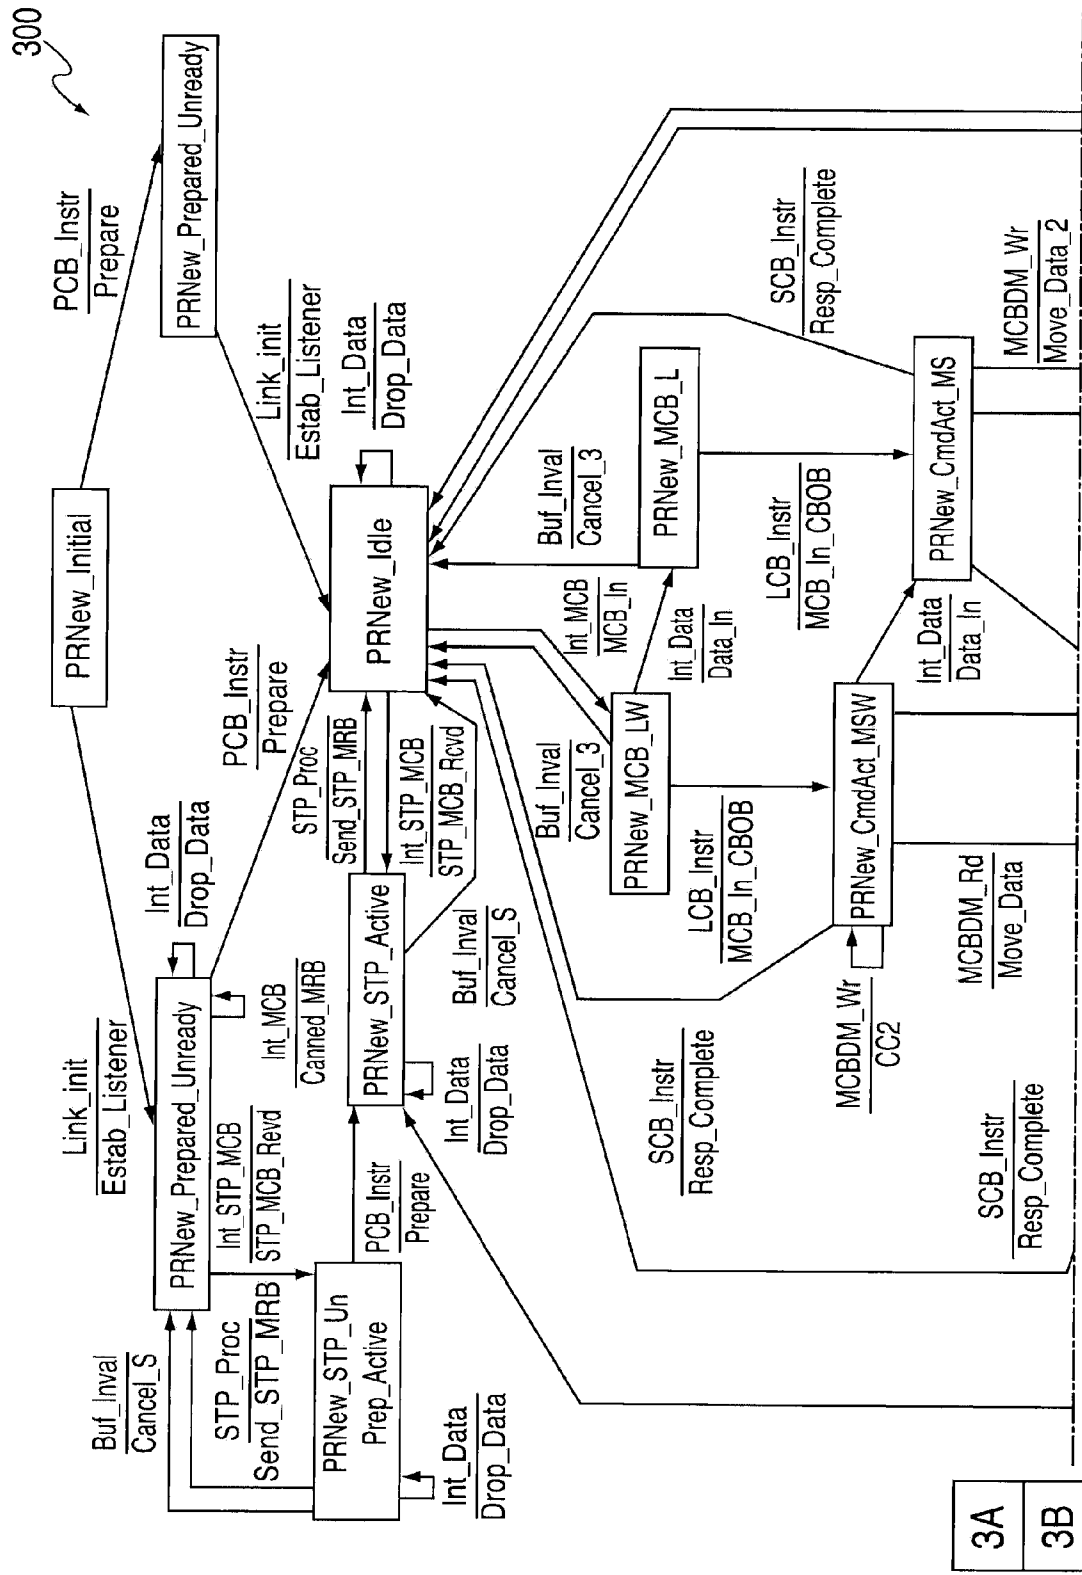 300
PRNew_Initial
PCB_Instr
Prepare
PRNew_Prepared_Unready
Link_init
Estab_Listener
PRNew_Prepared_Unready
Int_Data
Drop_Data
Int_MCB
Canned_MRB
PCB_Instr
Prepare
Link_init
Estab_Listener
Int_Data
Drop_Data
PRNew_Idle
Buf_Inval
Cancel_S
STP_Proc
Send_STP_MRB
Int_STP_MCB
STP_MCB_Revd
PRNew_STP_Un
Prep_Active
Int_Data
Drop_Data
PCB_Instr
Prepare
PRNew_STP_Active
Int_Data
Drop_Data
STP_Proc
Send_STP_MRB
Int_STP_MCB
STP_MCB_Rcvd
Buf_Inval
Cancel_S
Buf_Inval
Cancel_3
Int_MCB
MCB_In
Buf_Inval
Cancel_3
PRNew_MCB_LW
Int_Data
Data_In
PRNew_MCB_L
SCB_Instr
Resp_Complete
LCB_Instr
MCB_In_CBOB
LCB_Instr
MCB_In_CBOB
SCB_Instr
Resp_Complete
MCBDM_Wr
CC2
PRNew_CmdAct_MSW
Int_Data
Data_In
PRNew_CmdAct_MS
SCB_Instr
Resp_Complete
MCBDM_Rd
Move_Data
MCBDM_Wr
Move_Data_2
3A
3B